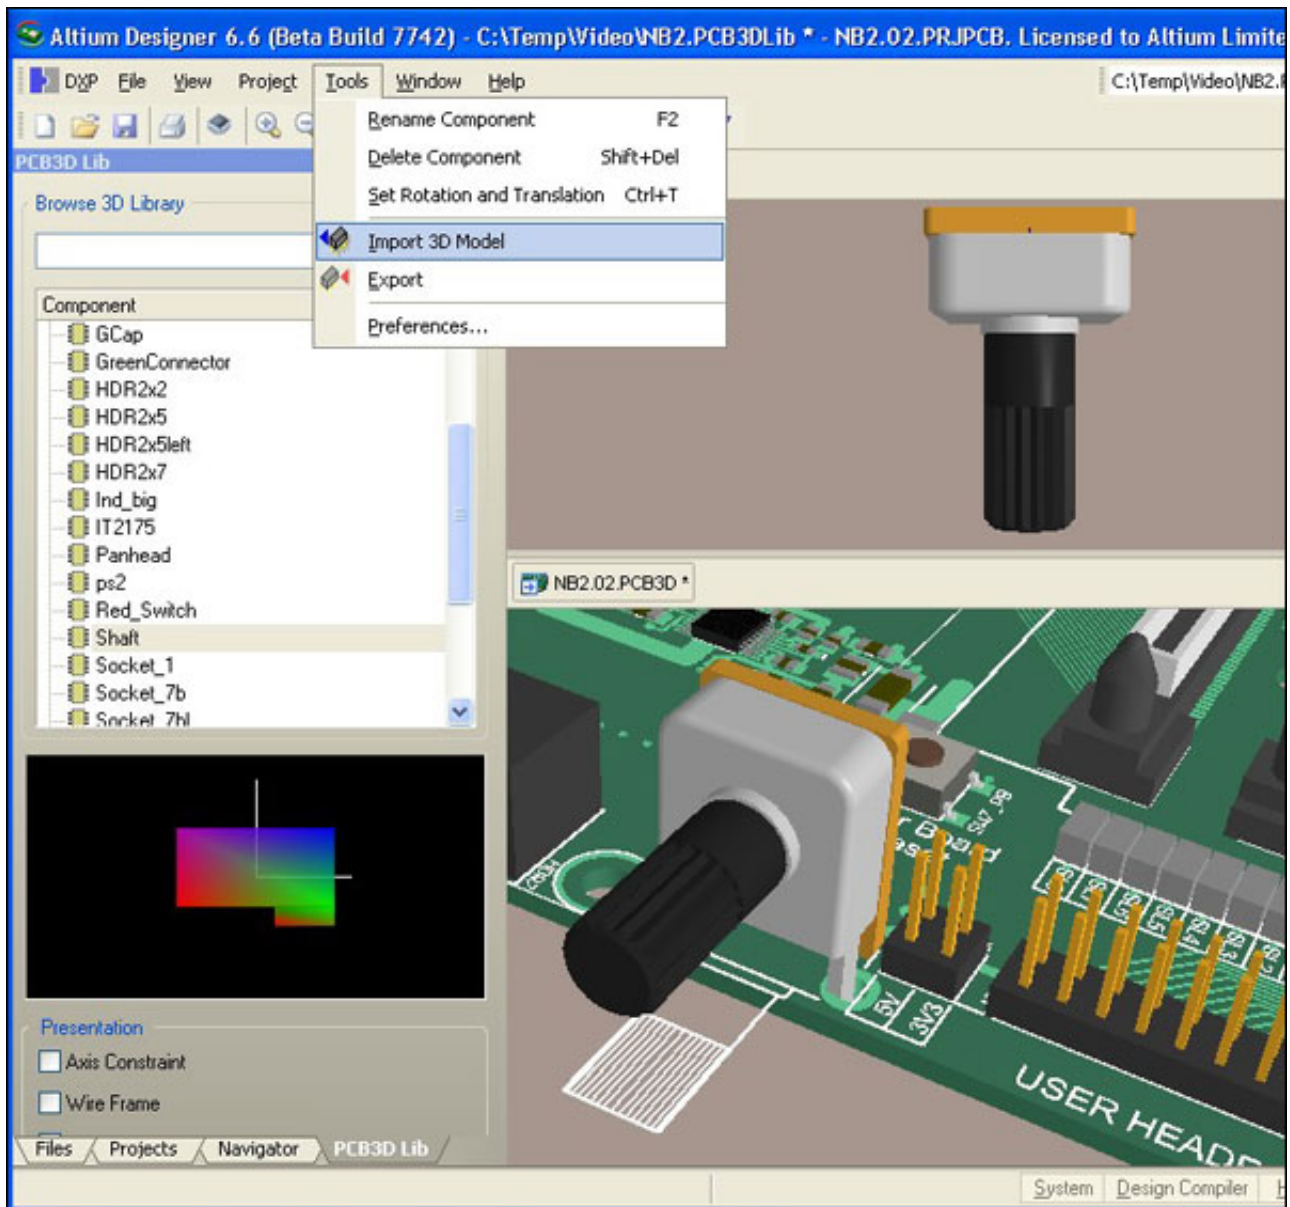 Altium Designer 6.6 (Beta Build 7742) - C:\Temp\Video\NB2.PCB3DLib * - NB2.02.PRJPCB. Licensed to Altium Limite
DXP File View Project Tools Window Help
C:\Temp\Video\NB2.
Rename Component F2
Delete Component Shift+Del
Set Rotation and Translation Ctrl+T
Import 3D Model
Export
Preferences...
PCB3D Lib
Browse 3D Library
Component
GCap
GreenConnector
HDR2x2
HDR2x5
HDR2x5left
HDR2x7
Ind_big
IT2175
Panhead
ps2
Red_Switch
Shaft
Socket_1
Socket_7b
Socket_7bl
NB2.02.PCB3D *
Board
5V
3V3
USER HEADE
Presentation
Axis Constraint
Wire Frame
Files Projects Navigator PCB3D Lib
System Design Compiler